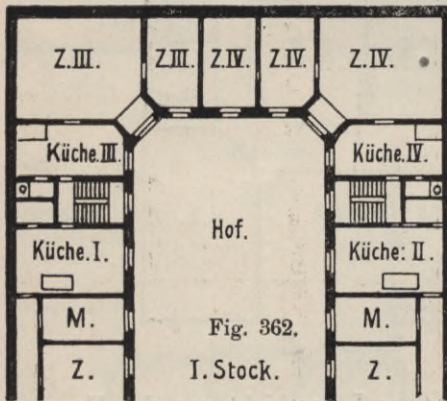 Z.III. Z.III. Z.IV. Z.IV. Z.IV.
Küche.III. Küche.IV.
Hof.
Küche.I. Küche: II.
M. Fig. 362. M.
Z. I. Stock. Z.